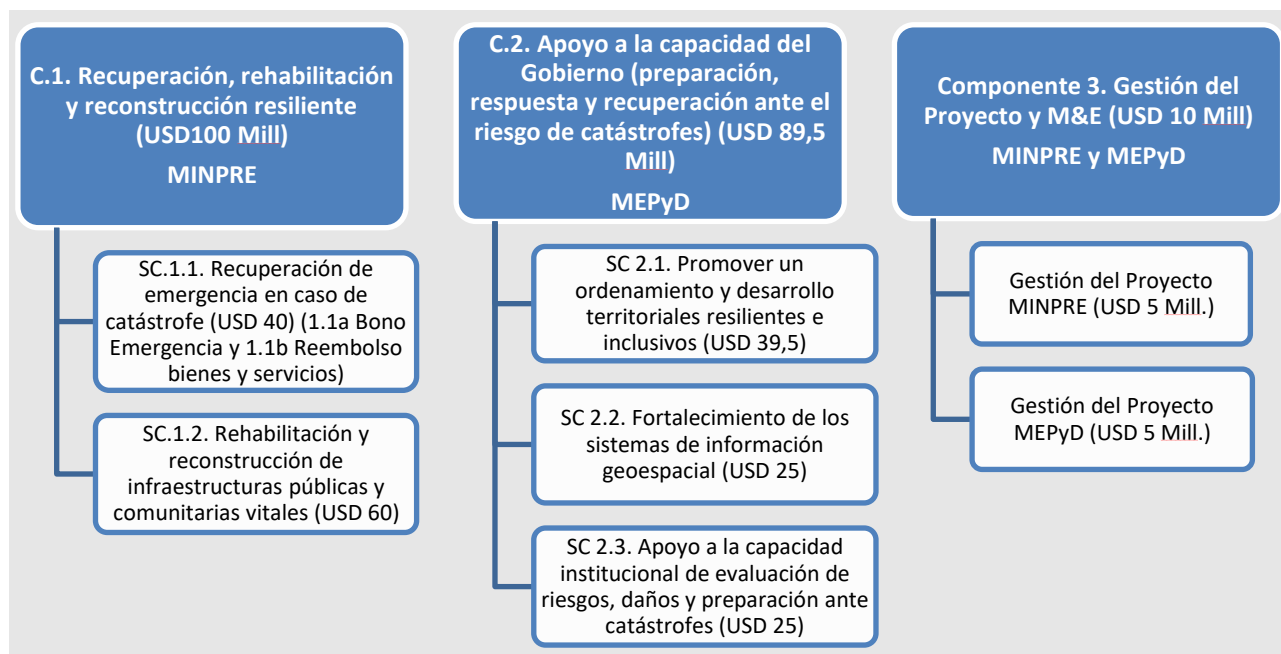 C.1. Recuperación, rehabilitación
y reconstrucción resiliente
(USD100 Mill)
MINPRE
SC.1.1. Recuperación de
emergencia en caso de
catástrofe (USD 40) (1.1a Bono
Emergencia y 1.1b Reembolso
bienes y servicios)
SC.1.2. Rehabilitación y
reconstrucción de
infraestructuras públicas y
comunitarias vitales (USD 60)
C.2. Apoyo a la capacidad del
Gobierno (preparación,
respuesta y recuperación ante el
riesgo de catástrofes) (USD 89,5
Mill)
MEPyD
SC 2.1. Promover un
ordenamiento y desarrollo
territoriales resilientes e
inclusivos (USD 39,5)
SC 2.2. Fortalecimiento de los
sistemas de información
geoespacial (USD 25)
SC 2.3. Apoyo a la capacidad
institucional de evaluación de
riesgos, daños y preparación ante
catástrofes (USD 25)
Componente 3. Gestión del
Proyecto y M&E (USD 10 Mill)
MINPRE y MEPyD
Gestión del Proyecto
MINPRE (USD 5 Mill.)
Gestión del Proyecto
MEPyD (USD 5 Mill.)